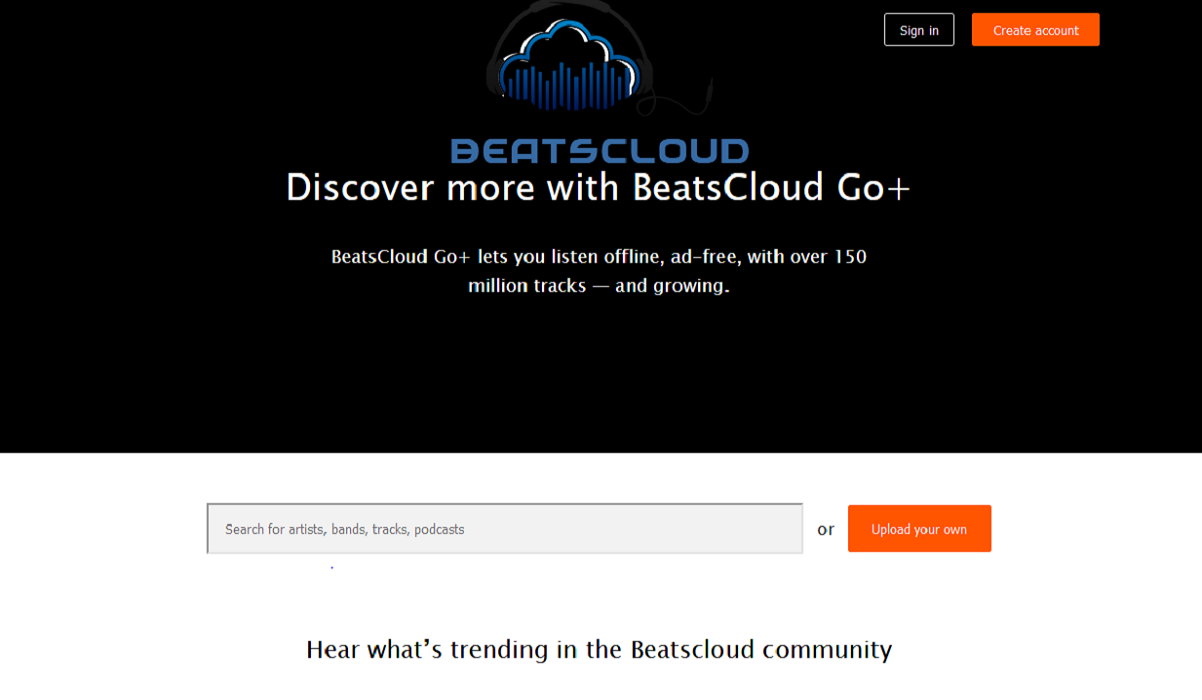 Sign in
Create account
BEATSCLOUD
Discover more with BeatsCloud Go+
BeatsCloud Go+ lets you listen offline, ad-free, with over 150
million tracks — and growing.
Search for artists, bands, tracks, podcasts
or
Upload your own
Hear what's trending in the Beatscloud community